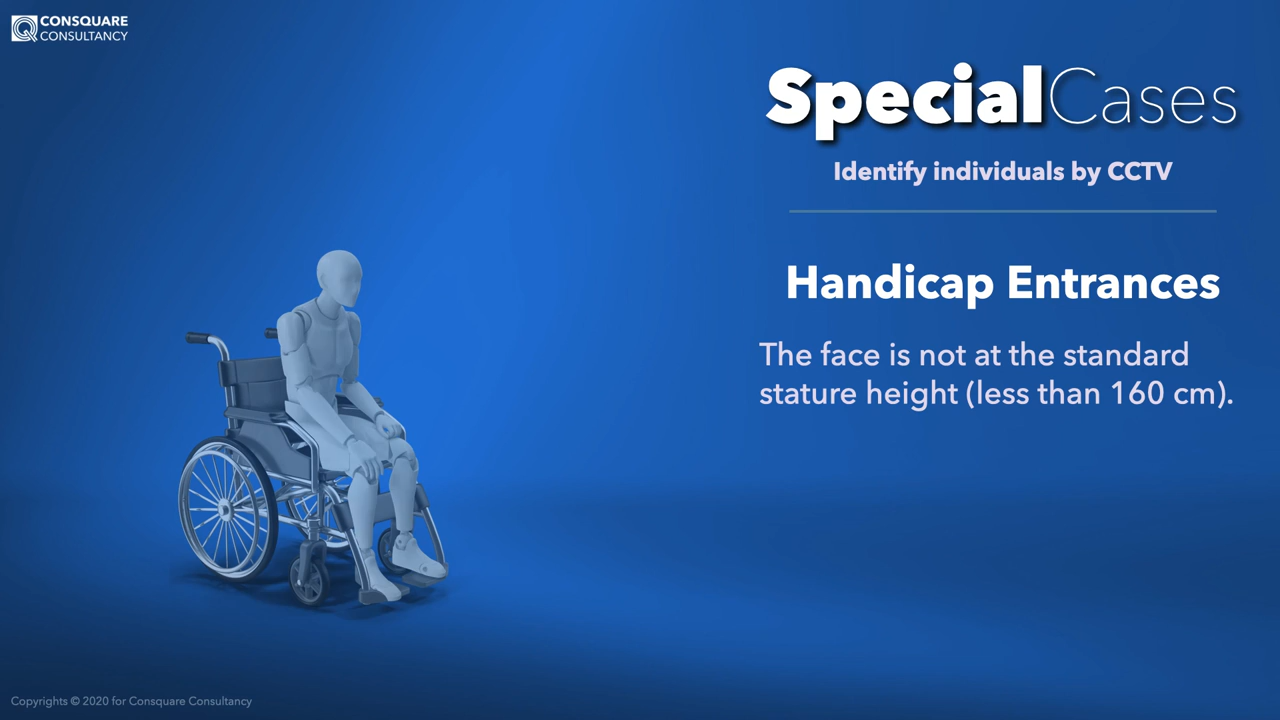 CONSQUARE
CONSULTANCY
SpecialCases
Identify individuals by CCTV
Handicap Entrances
The face is not at the standard
stature height (less than 160 cm).
Copyrights © 2020 for Consquare Consultancy